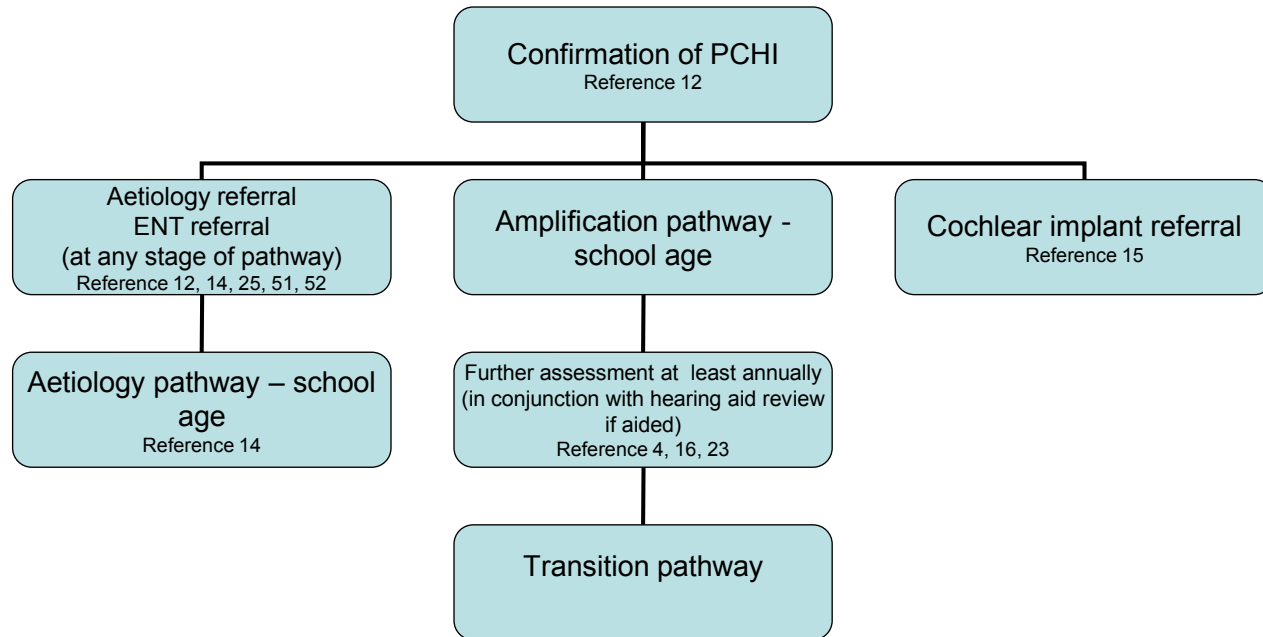 Confirmation of PCHI
Reference 12
Aetiology referral
ENT referral
(at any stage of pathway)
Reference 12, 14, 25, 51, 52
Amplification pathway -
school age
Cochlear implant referral
Reference 15
Aetiology pathway – school
age
Reference 14
Further assessment at least annually
(in conjunction with hearing aid review
if aided)
Reference 4, 16, 23
Transition pathway